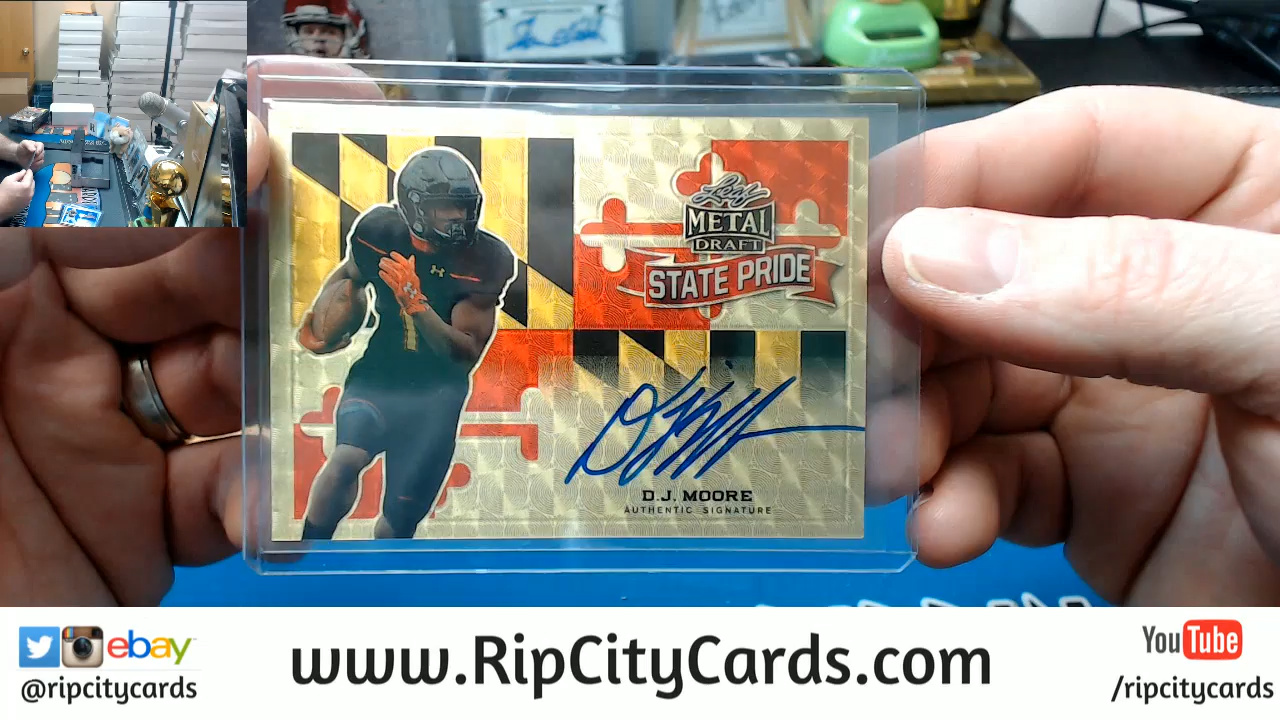 Leaf
METAL
DRAFT
STATE PRIDE
D.J. MOORE
AUTHENTIC SIGNATURE
ebay
@ripcitycards
www.RipCityCards.com
YouTube
/ripcitycards